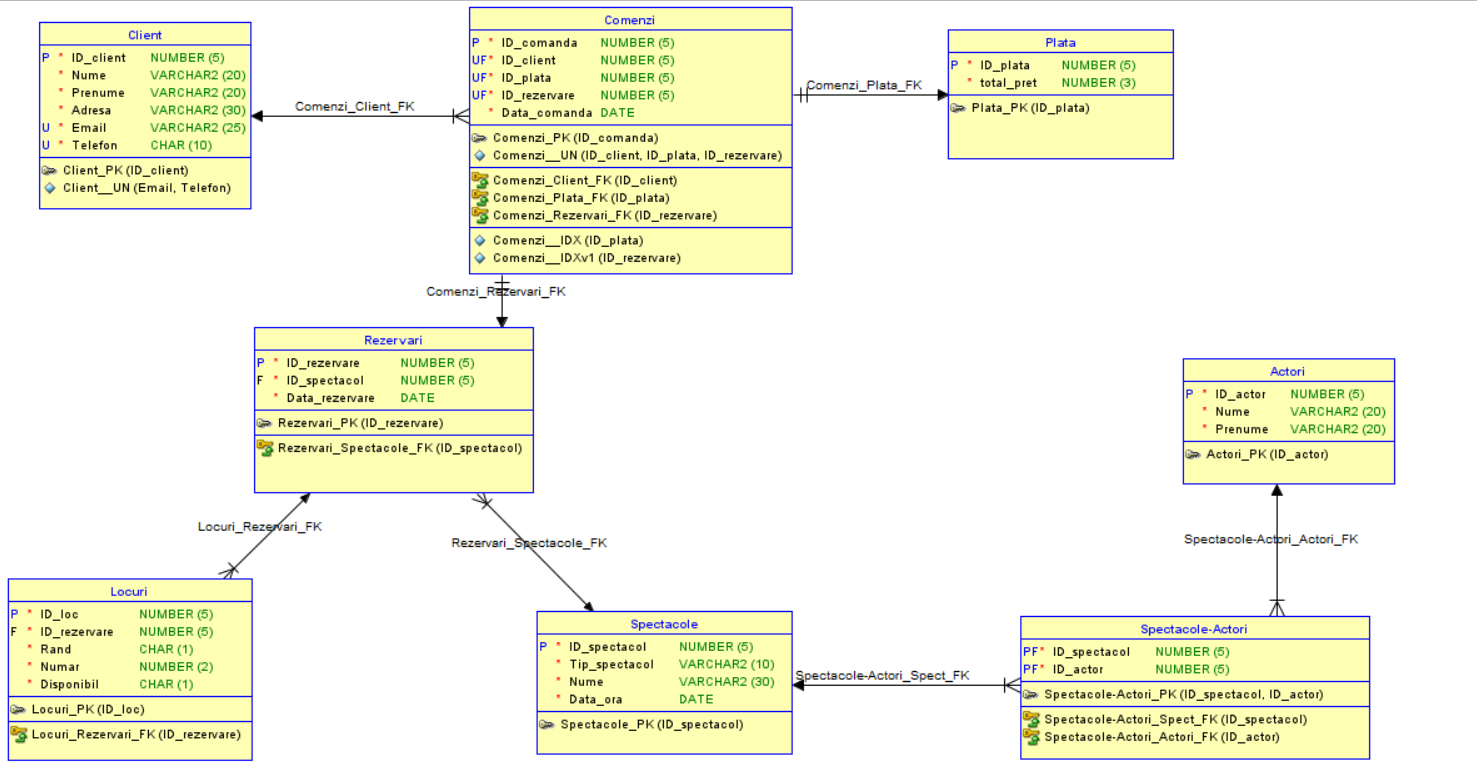 Client
P * ID_client NUMBER (5)
* Nume VARCHAR2 (20)
* Prenume VARCHAR2 (20)
* Adresa VARCHAR2 (30)
U * Email VARCHAR2 (25)
U * Telefon CHAR (10)
Client_PK (ID_client)
Client__UN (Email, Telefon)
Comenzi_Client_FK
Comenzi
P * ID_comanda NUMBER (5)
UF* ID_client NUMBER (5)
UF* ID_plata NUMBER (5)
UF* ID_rezervare NUMBER (5)
* Data_comanda DATE
Comenzi_PK (ID_comanda)
Comenzi__UN (ID_client, ID_plata, ID_rezervare)
Comenzi_Client_FK (ID_client)
Comenzi_Plata_FK (ID_plata)
Comenzi_Rezervari_FK (ID_rezervare)
Comenzi__IDX (ID_plata)
Comenzi__IDXv1 (ID_rezervare)
Comenzi_Plata_FK
Plata
P * ID_plata NUMBER (5)
* total_pret NUMBER (3)
Plata_PK (ID_plata)
Comenzi_Rezervari_FK
Rezervari
P * ID_rezervare NUMBER (5)
F * ID_spectacol NUMBER (5)
* Data_rezervare DATE
Rezervari_PK (ID_rezervare)
Rezervari_Spectacole_FK (ID_spectacol)
Actori
P * ID_actor NUMBER (5)
* Nume VARCHAR2 (20)
* Prenume VARCHAR2 (20)
Actori_PK (ID_actor)
Locuri_Rezervari_FK
Rezervari_Spectacole_FK
Spectacole-Actori_Actori_FK
Locuri
P * ID_loc NUMBER (5)
F * ID_rezervare NUMBER (5)
* Rand CHAR (1)
* Numar NUMBER (2)
* Disponibil CHAR (1)
Locuri_PK (ID_loc)
Locuri_Rezervari_FK (ID_rezervare)
Spectacole
P * ID_spectacol NUMBER (5)
* Tip_spectacol VARCHAR2 (10)
* Nume VARCHAR2 (30)
* Data_ora DATE
Spectacole_PK (ID_spectacol)
Spectacole-Actori_Spect_FK
Spectacole-Actori
PF* ID_spectacol NUMBER (5)
PF* ID_actor NUMBER (5)
Spectacole-Actori_PK (ID_spectacol, ID_actor)
Spectacole-Actori_Spect_FK (ID_spectacol)
Spectacole-Actori_Actori_FK (ID_actor)